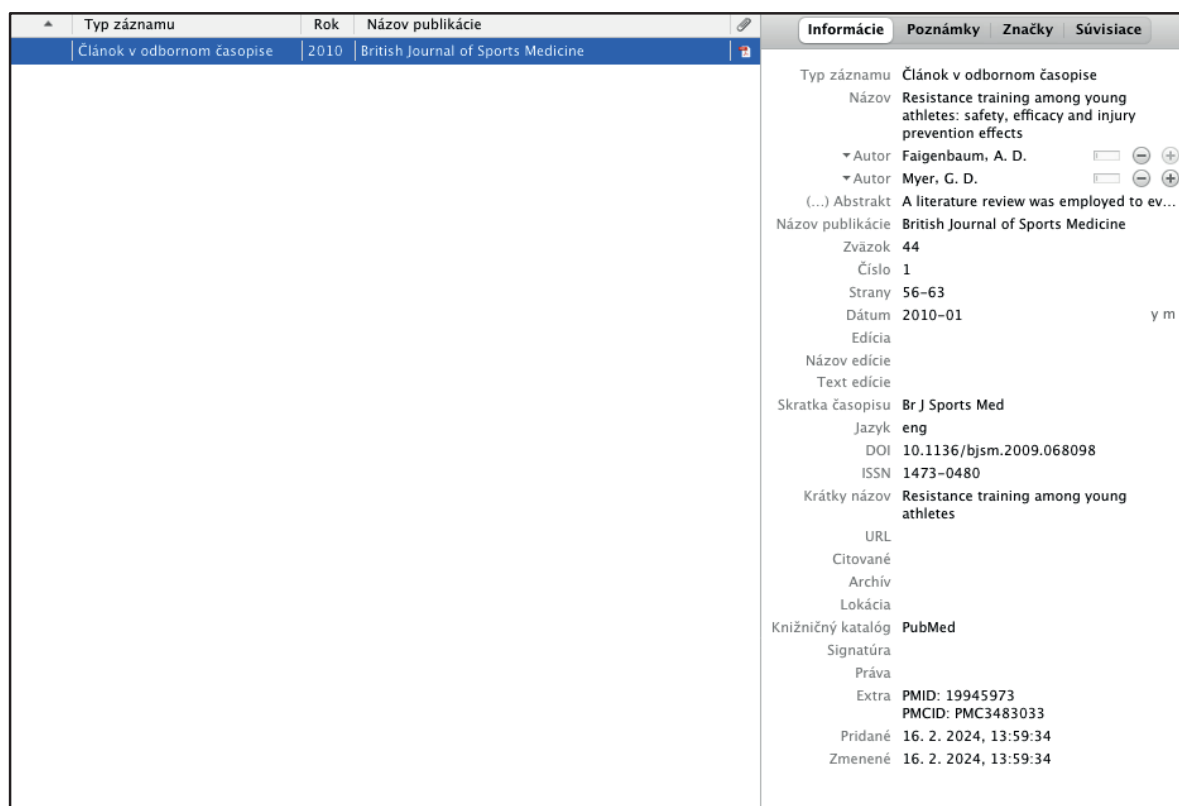 Typ záznamu Rok Názov publikácie
Článok v odbornom časopise 2010 British Journal of Sports Medicine
Informácie Poznámky Značky Súvisiace
Typ záznamu Článok v odbornom časopise
Názov Resistance training among young
athletes: safety, efficacy and injury
prevention effects
Autor Faigenbaum, A. D.
Autor Myer, G. D.
(...) Abstrakt A literature review was employed to ev...
Názov publikácie British Journal of Sports Medicine
Zväzok 44
Číslo 1
Strany 56–63
Dátum 2010–01 y m
Edícia
Názov edície
Text edície
Skratka časopisu Br J Sports Med
Jazyk eng
DOI 10.1136/bjsm.2009.068098
ISSN 1473–0480
Krátky názov Resistance training among young
athletes
URL
Citované
Archív
Lokácia
Knižničný katalóg PubMed
Signatúra
Práva
Extra PMID: 19945973
PMCID: PMC3483033
Pridané 16. 2. 2024, 13:59:34
Zmenené 16. 2. 2024, 13:59:34